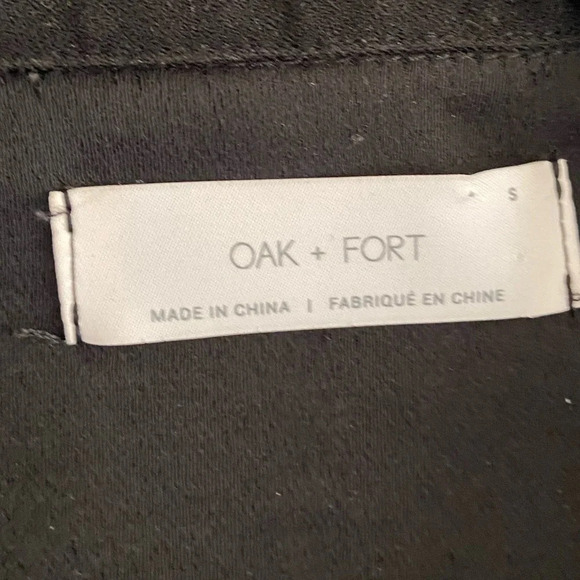 S
OAK + FORT
MADE IN CHINA | FABRIQUÉ EN CHINE